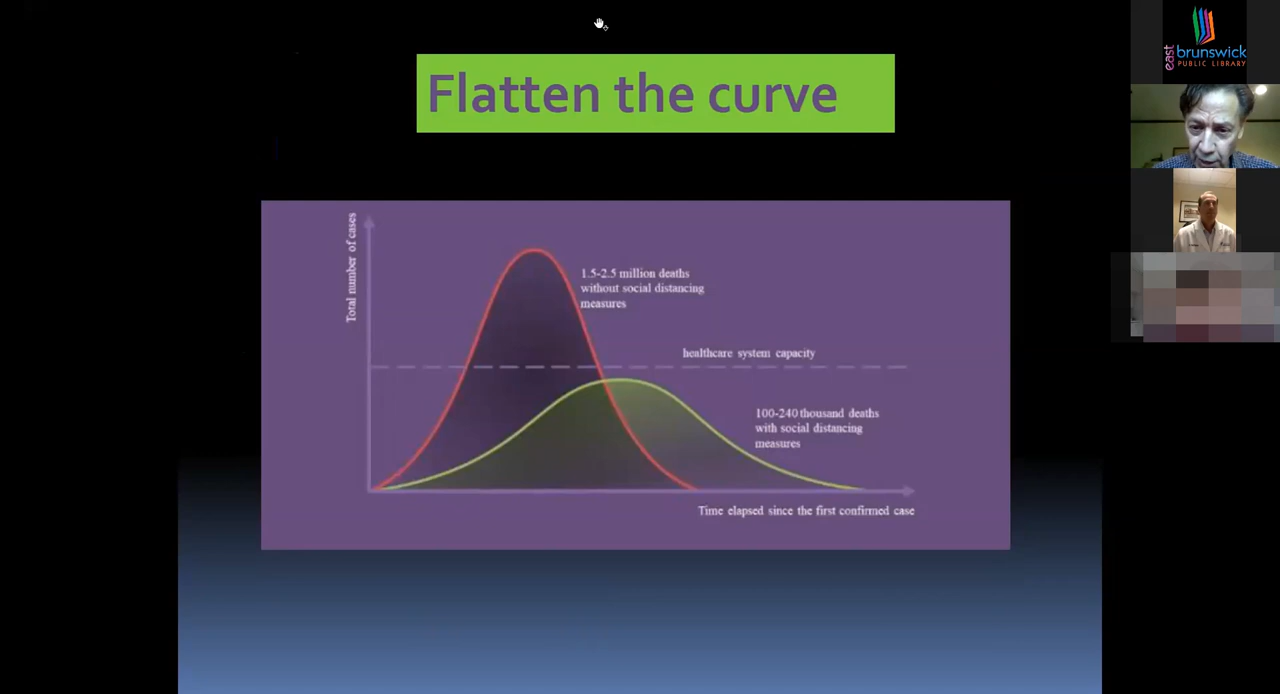 Flatten the curve
Total number of cases
1.5-2.5 million deaths
without social distancing
measures
healthcare system capacity
100-240 thousand deaths
with social distancing
measures
Time elapsed since the first confirmed case
east
brunswick
PUBLIC LIBRARY